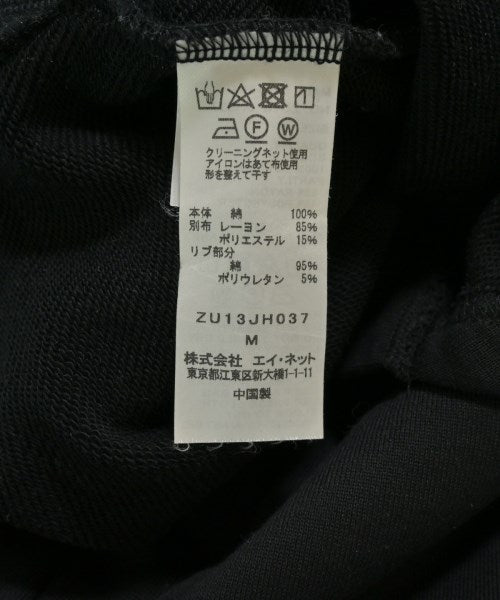 F W
クリーニングネット使用
アイロンはあて布使用
形を整えて干す
本体 綿 100%
別布 レーヨン 85%
ポリエステル 15%
リブ部分
綿 95%
ポリウレタン 5%
ZU13JH037
M
株式会社 エイ・ネット
東京都江東区新大橋1-1-11
中国製